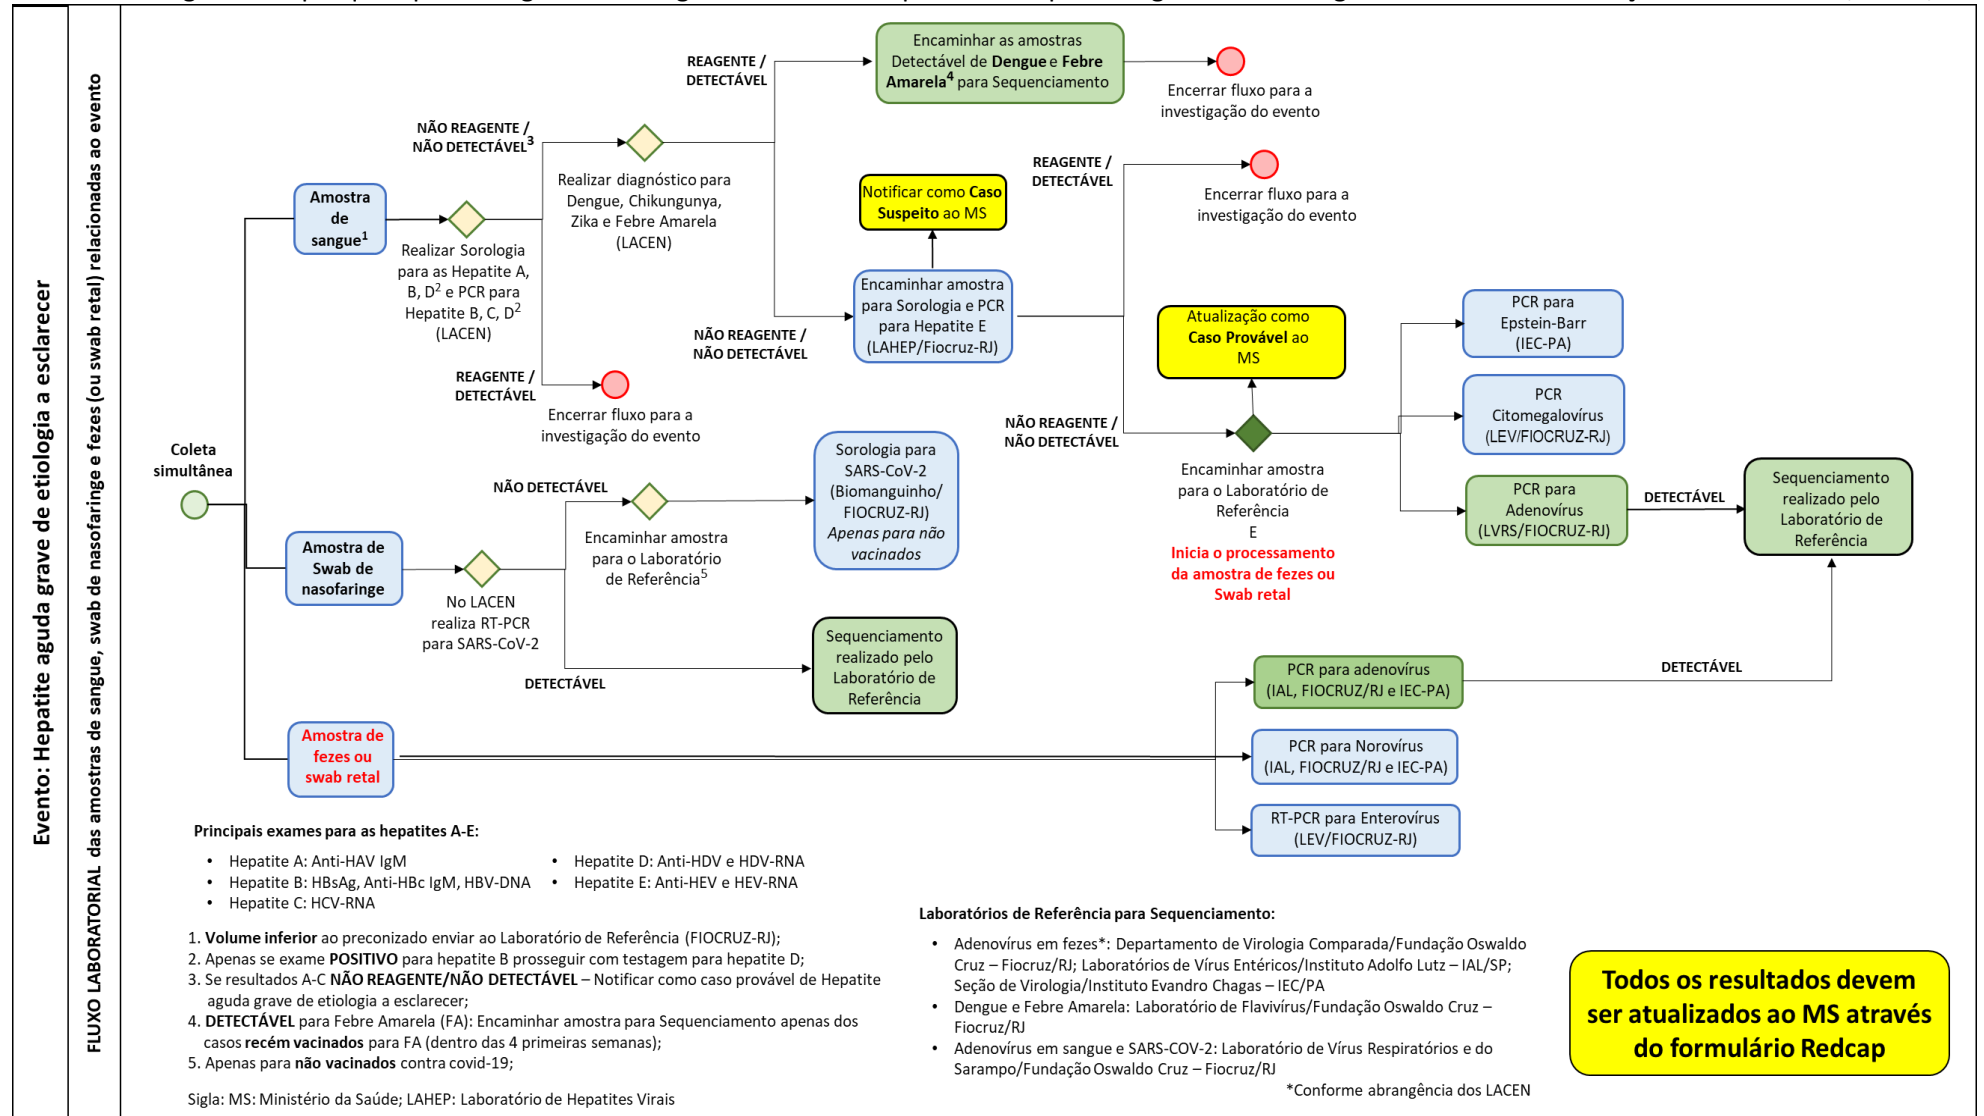 Evento: Hepatite aguda grave de etiologia a esclarecer
FLUXO LABORATORIAL das amostras de sangue, swab de nasofaringe e fezes (ou swab retal) relacionadas ao evento
Coleta
simultânea
Amostra
de
sangue1
Realizar Sorologia
para as Hepatite A,
B, D2 e PCR para
Hepatite B, C, D2
(LACEN)
NÃO REAGENTE /
NÃO DETECTÁVEL3
Realizar diagnóstico para
Dengue, Chikungunya,
Zika e Febre Amarela
(LACEN)
REAGENTE /
DETECTÁVEL
Encerrar fluxo para a
investigação do evento
REAGENTE /
DETECTÁVEL
Encaminhar as amostras
Detectável de Dengue e Febre
Amarela4 para Sequenciamento
Encerrar fluxo para a
investigação do evento
NÃO REAGENTE /
NÃO DETECTÁVEL
Notificar como Caso
Suspeito ao MS
Encaminhar amostra
para Sorologia e PCR
para Hepatite E
(LAHEP/Fiocruz-RJ)
REAGENTE /
DETECTÁVEL
Encerrar fluxo para a
investigação do evento
NÃO REAGENTE /
NÃO DETECTÁVEL
Atualização como
Caso Provável ao
MS
Encaminhar amostra
para o Laboratório de
Referência
E
Inicia o processamento
da amostra de fezes ou
Swab retal
PCR para
Epstein-Barr
(IEC-PA)
PCR
Citomegalovírus
(LEV/FIOCRUZ-RJ)
PCR para
Adenovírus
(LVRS/FIOCRUZ-RJ)
DETECTÁVEL
Sequenciamento
realizado pelo
Laboratório de
Referência
Amostra de
Swab de
nasofaringe
No LACEN
realiza RT-PCR
para SARS-CoV-2
NÃO DETECTÁVEL
Encaminhar amostra
para o Laboratório
de Referência5
Sorologia para
SARS-CoV-2
(Biomanguinho/
FIOCRUZ-RJ)
Apenas para não
vacinados
DETECTÁVEL
Sequenciamento
realizado pelo
Laboratório de
Referência
Amostra de
fezes ou
swab retal
PCR para adenovírus
(IAL, FIOCRUZ/RJ e IEC-PA)
DETECTÁVEL
PCR para Norovírus
(IAL, FIOCRUZ/RJ e IEC-PA)
RT-PCR para Enterovírus
(LEV/FIOCRUZ-RJ)
Principais exames para as hepatites A-E:
• Hepatite A: Anti-HAV IgM
• Hepatite B: HBsAg, Anti-HBc IgM, HBV-DNA
• Hepatite C: HCV-RNA
• Hepatite D: Anti-HDV e HDV-RNA
• Hepatite E: Anti-HEV e HEV-RNA
1. Volume inferior ao preconizado enviar ao Laboratório de Referência (FIOCRUZ-RJ);
2. Apenas se exame POSITIVO para hepatite B prosseguir com testagem para hepatite D;
3. Se resultados A-C NÃO REAGENTE/NÃO DETECTÁVEL – Notificar como caso provável de Hepatite
aguda grave de etiologia a esclarecer;
4. DETECTÁVEL para Febre Amarela (FA): Encaminhar amostra para Sequenciamento apenas dos
casos recém vacinados para FA (dentro das 4 primeiras semanas);
5. Apenas para não vacinados contra covid-19;
Sigla: MS: Ministério da Saúde; LAHEP: Laboratório de Hepatites Virais
Laboratórios de Referência para Sequenciamento:
• Adenovírus em fezes*: Departamento de Virologia Comparada/Fundação Oswaldo
Cruz – Fiocruz/RJ; Laboratórios de Vírus Entéricos/Instituto Adolfo Lutz – IAL/SP;
Seção de Virologia/Instituto Evandro Chagas – IEC/PA
• Dengue e Febre Amarela: Laboratório de Flavivírus/Fundação Oswaldo Cruz –
Fiocruz/RJ
• Adenovírus em sangue e SARS-COV-2: Laboratório de Vírus Respiratórios e do
Sarampo/Fundação Oswaldo Cruz – Fiocruz/RJ
*Conforme abrangência dos LACEN
Todos os resultados devem
ser atualizados ao MS através
do formulário Redcap